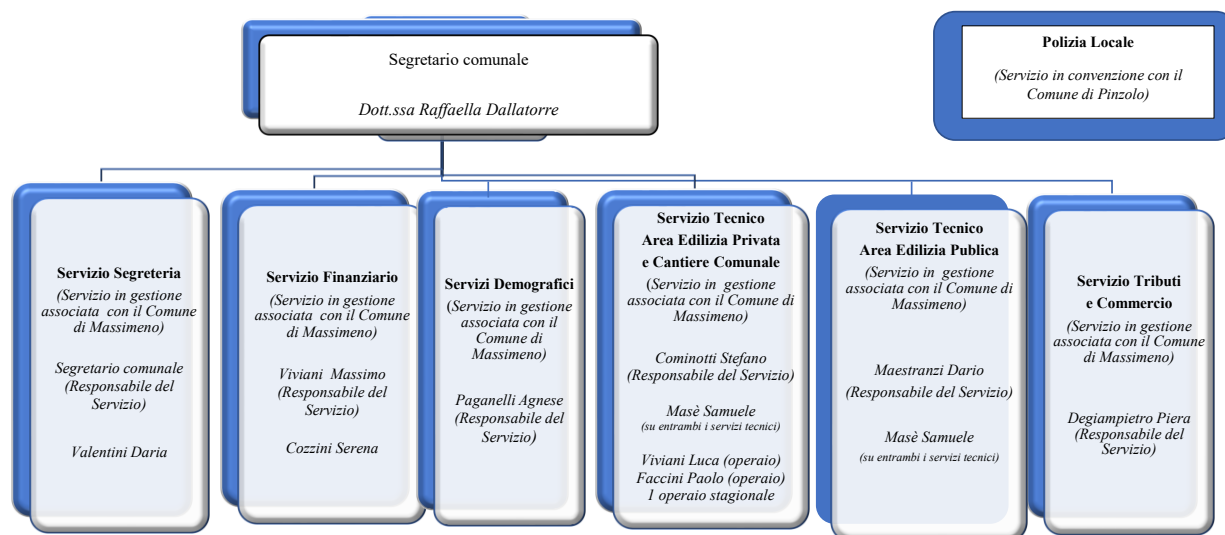 Segretario comunale
Dott.ssa Raffaella Dallatorre
Polizia Locale
(Servizio in convenzione con il
Comune di Pinzolo)
Servizio Segreteria
(Servizio in gestione
associata con il Comune
di Massimeno)
Segretario comunale
(Responsabile del
Servizio)
Valentini Daria
Servizio Finanziario
(Servizio in gestione
associata con il Comune
di Massimeno)
Viviani Massimo
(Responsabile del
Servizio)
Cozzini Serena
Servizi Demografici
(Servizio in gestione
associata con il
Comune di
Massimeno)
Paganelli Agnese
(Responsabile del
Servizio)
Servizio Tecnico
Area Edilizia Privata
e Cantiere Comunale
(Servizio in gestione
associata con il Comune di
Massimeno)
Cominotti Stefano
(Responsabile del Servizio)
Masè Samuele
(su entrambi i servizi tecnici)
Viviani Luca (operaio)
Faccini Paolo (operaio)
1 operaio stagionale
Servizio Tecnico
Area Edilizia Publica
(Servizio in gestione
associata con il Comune di
Massimeno)
Maestranzi Dario
(Responsabile del Servizio)
Masè Samuele
(su entrambi i servizi tecnici)
Servizio Tributi
e Commercio
(Servizio in gestione
associata con il Comune
di Massimeno)
Degiampietro Piera
(Responsabile del
Servizio)